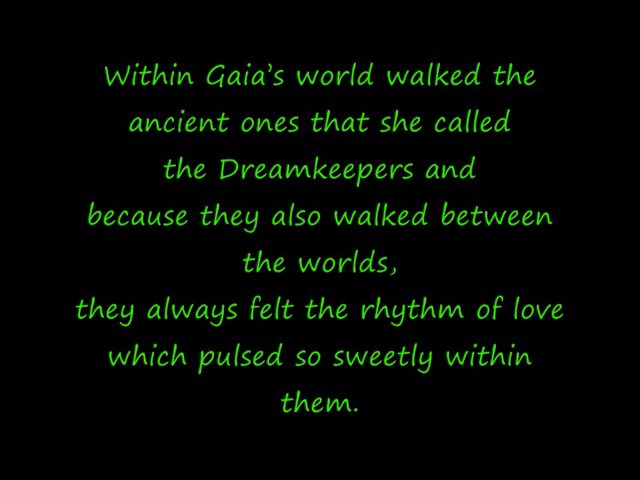 Within Gaia's world walked the
ancient ones that she called
the Dreamkeepers and
because they also walked between
the worlds,
they always felt the rhythm of love
which pulsed so sweetly within
them.